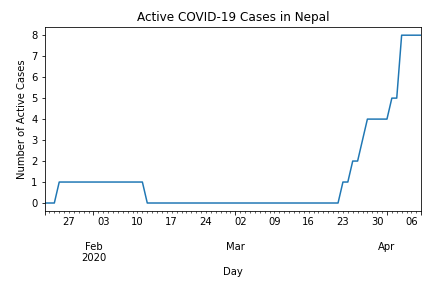 Active COVID-19 Cases in Nepal
Number of Active Cases
8
7
6
5
4
3
2
1
0
27 03 10 17 24 02 09 16 23 30 06
Feb Mar Apr
2020
Day